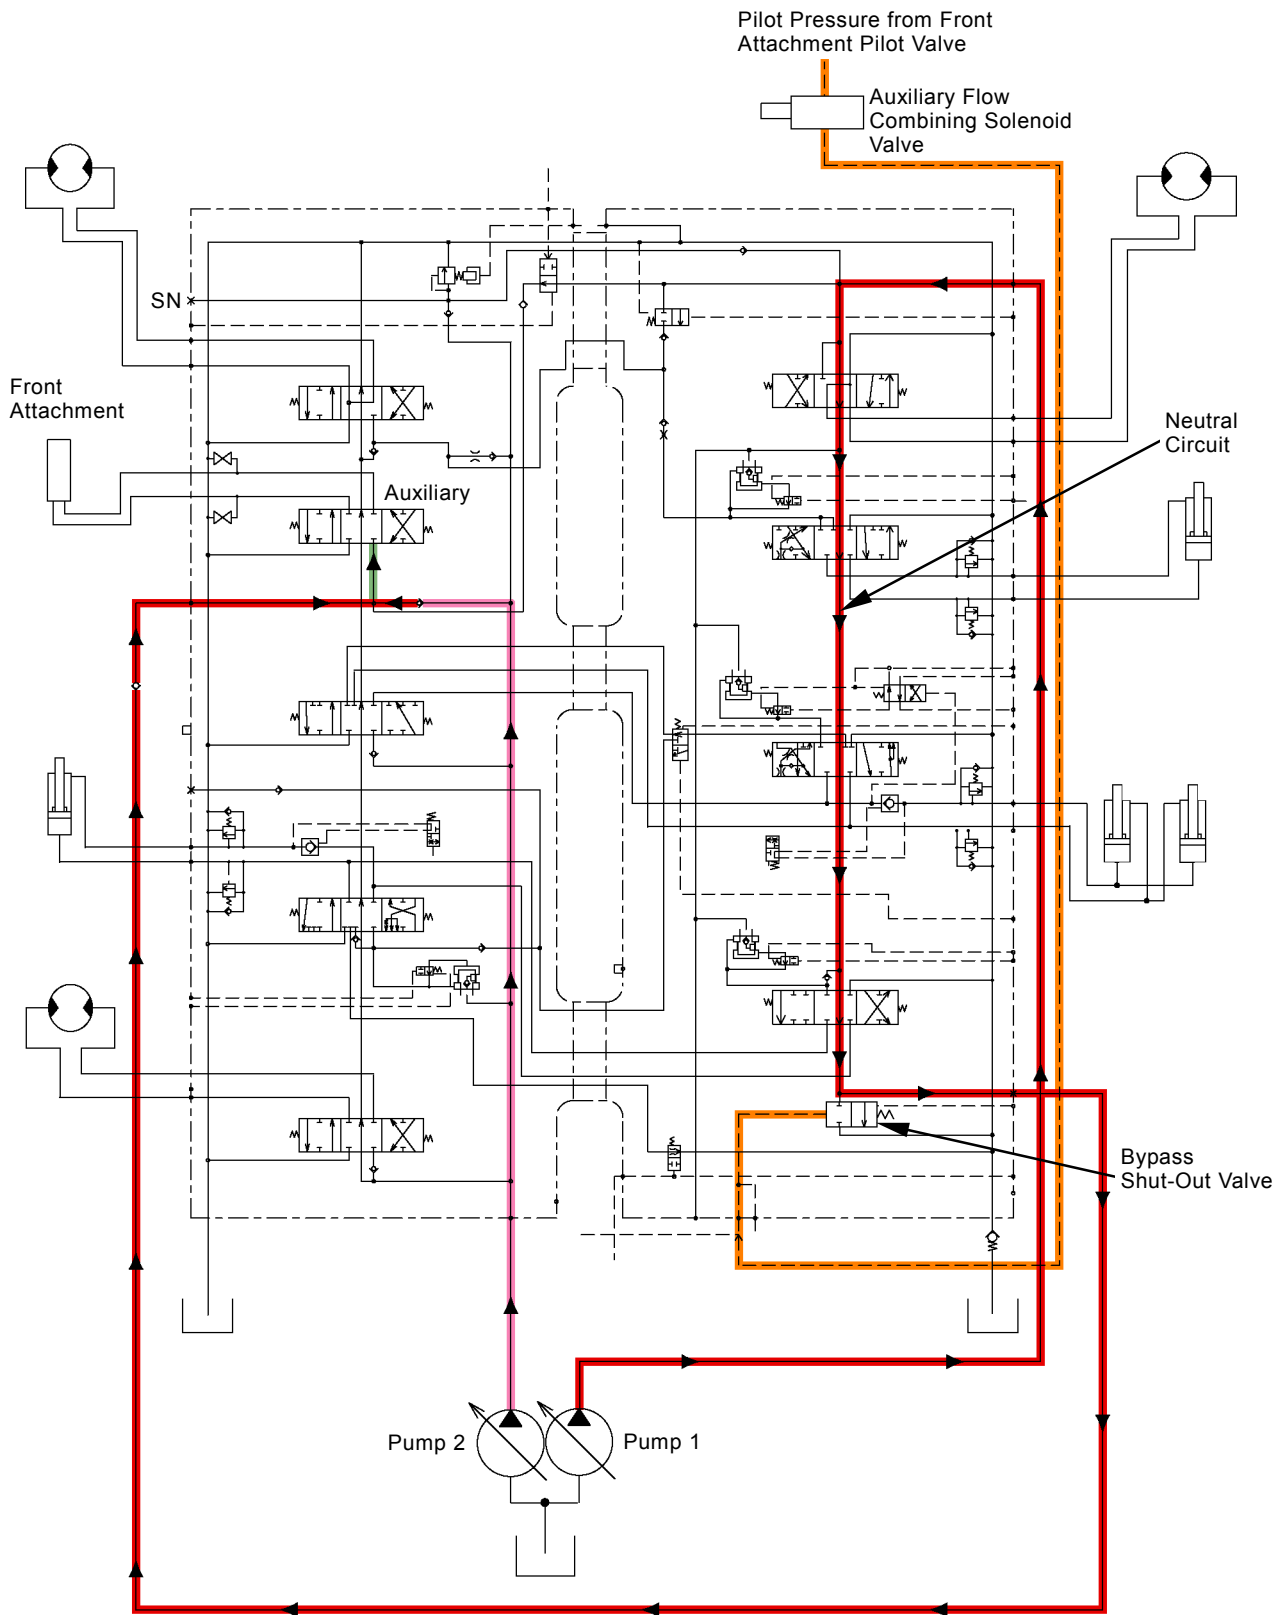 Pilot Pressure from Front
Attachment Pilot Valve
Auxiliary Flow
Combining Solenoid
Valve
SN
Front
Attachment
Auxiliary
Neutral
Circuit
Bypass
Shut-Out Valve
Pump 2
Pump 1